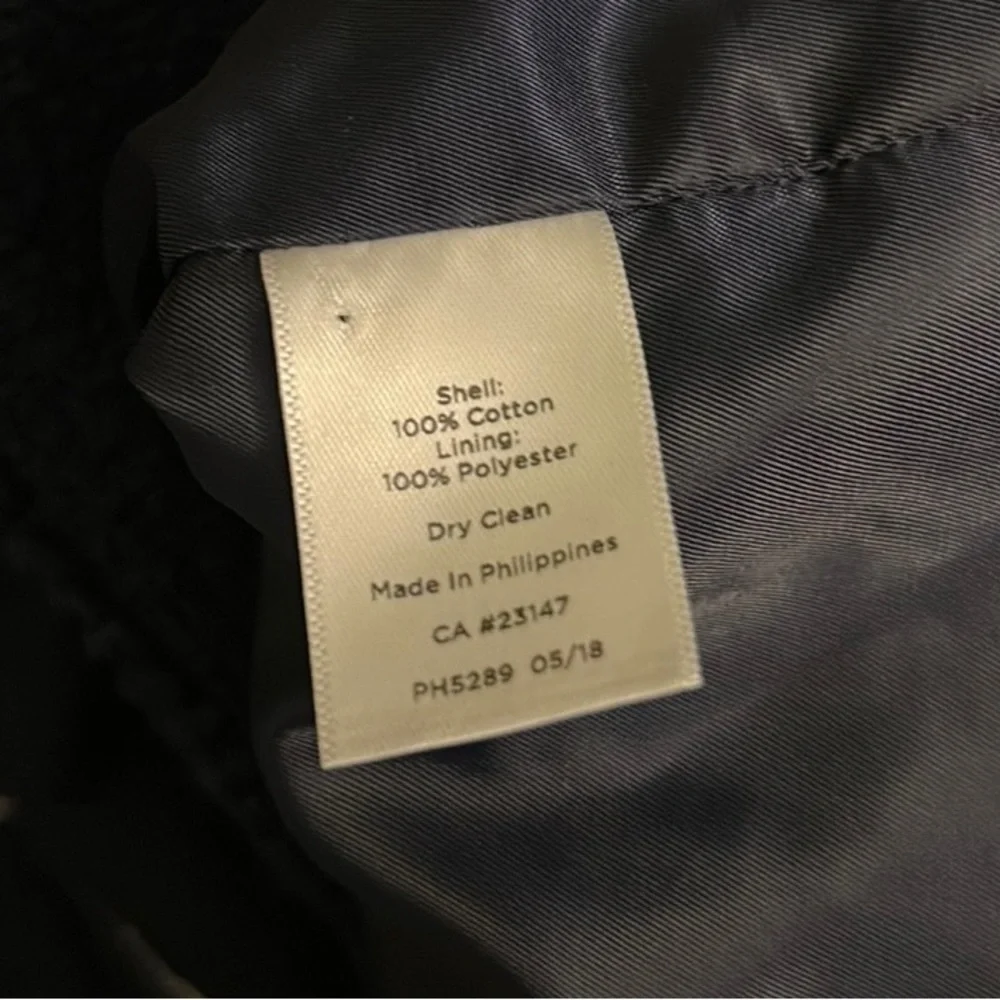 Shell:
100% Cotton
Lining:
100% Polyester
Dry Clean
Made In Philippines
CA #23147
PH5289 05/18